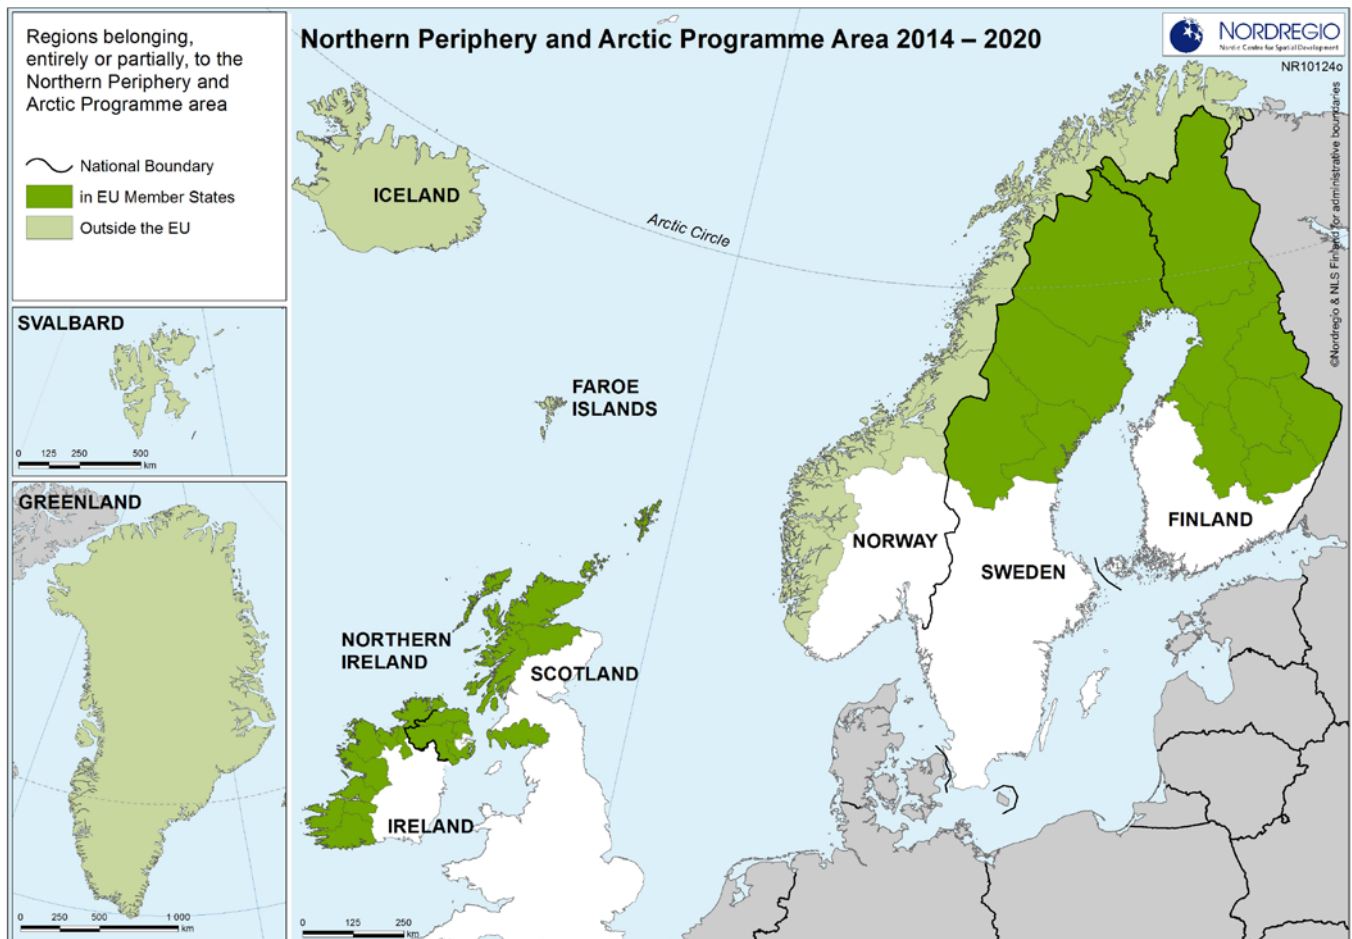 Regions belonging,
entirely or partially, to the
Northern Periphery and
Arctic Programme area
National Boundary
in EU Member States
Outside the EU
Northern Periphery and Arctic Programme Area 2014 – 2020
NORDREGIO
Nordic Centre for Spatial Development
NR10124o
©Nordregio & NLS Finland for administrative boundaries
ICELAND
Arctic Circle
SVALBARD
0 125 250 500
km
FAROE
ISLANDS
GREENLAND
0 250 500 1 000
km
NORWAY
SWEDEN
FINLAND
NORTHERN
IRELAND
SCOTLAND
IRELAND
0 125 250
km